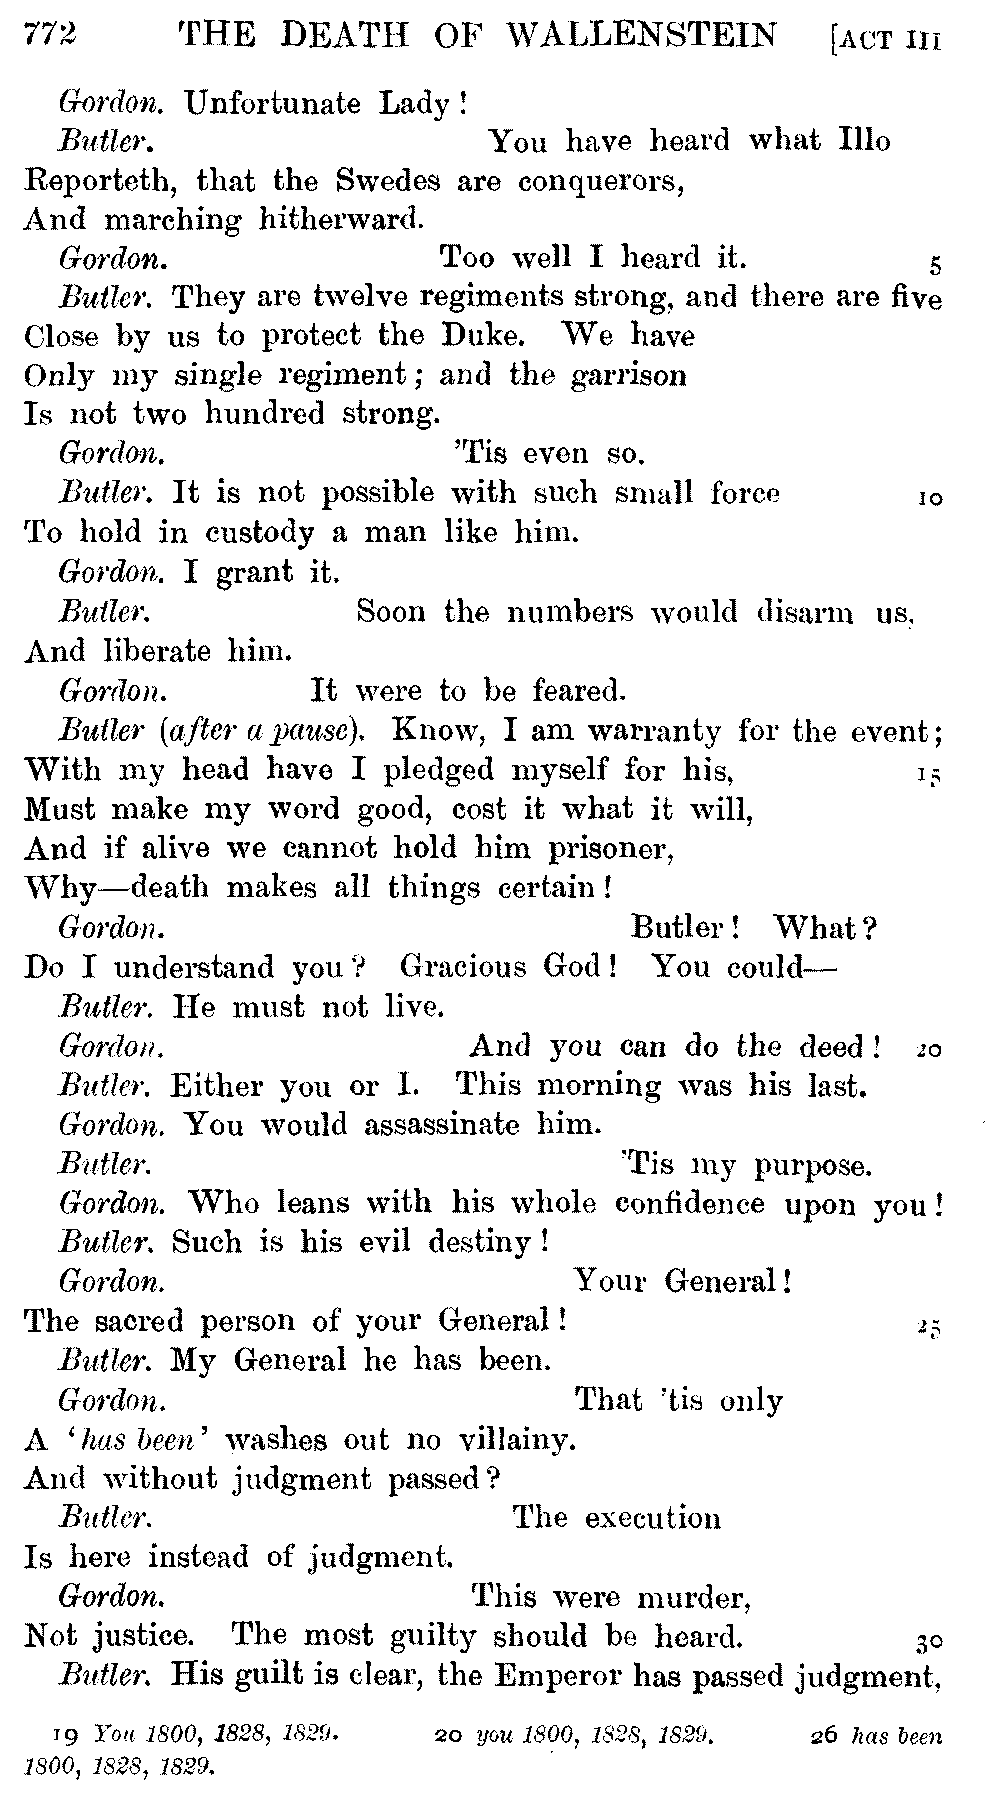 772 THE DEATH OF WALLENSTEIN [ACT III
Gordon. Unfortunate Lady!
Butler. You have heard what Illo
Reporteth, that the Swedes are conquerors,
And marching hitherward.
Gordon. Too well I heard it. 5
Butler. They are twelve regiments strong, and there are five
Close by us to protect the Duke. We have
Only my single regiment; and the garrison
Is not two hundred strong.
Gordon. 'Tis even so.
Butler. It is not possible with such small force 10
To hold in custody a man like him.
Gordon. I grant it.
Butler. Soon the numbers would disarm us,
And liberate him.
Gordon. It were to be feared.
Butler (after a pause). Know, I am warranty for the event;
With my head have I pledged myself for his, 15
Must make my word good, cost it what it will,
And if alive we cannot hold him prisoner,
Why—death makes all things certain!
Gordon. Butler! What?
Do I understand you? Gracious God! You could—
Butler. He must not live.
Gordon. And you can do the deed! 20
Butler. Either you or I. This morning was his last.
Gordon. You would assassinate him.
Butler. 'Tis my purpose.
Gordon. Who leans with his whole confidence upon you!
Butler. Such is his evil destiny!
Gordon. Your General!
The sacred person of your General! 25
Butler. My General he has been.
Gordon. That 'tis only
A 'has been' washes out no villainy.
And without judgment passed?
Butler. The execution
Is here instead of judgment.
Gordon. This were murder,
Not justice. The most guilty should be heard. 30
Butler. His guilt is clear, the Emperor has passed judgment,
19 You 1800, 1828, 1829. 20 you 1800, 1828, 1829. 26 has been
1800, 1828, 1829.